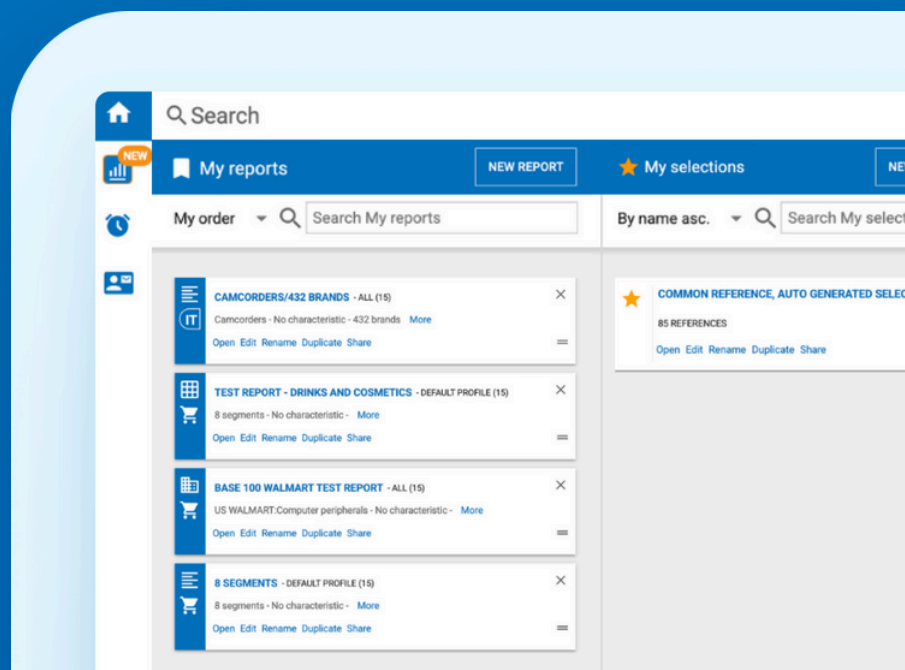 Search
NEW
My reports
NEW REPORT
My order
Search My reports
CAMCORDERS/432 BRANDS - ALL (15)
IT
Camcorders - No characteristic - 432 brands More
Open Edit Rename Duplicate Share
TEST REPORT - DRINKS AND COSMETICS - DEFAULT PROFILE (15)
8 segments - No characteristic - More
Open Edit Rename Duplicate Share
BASE 100 WALMART TEST REPORT - ALL (15)
US WALMART:Computer peripherals - No characteristic - More
Open Edit Rename Duplicate Share
8 SEGMENTS - DEFAULT PROFILE (15)
8 segments - No characteristic - More
Open Edit Rename Duplicate Share
My selections
By name asc.
Search My
COMMON REFERENCE, AUTO GENERATED
85 REFERENCES
Open Edit Rename Duplicate Share